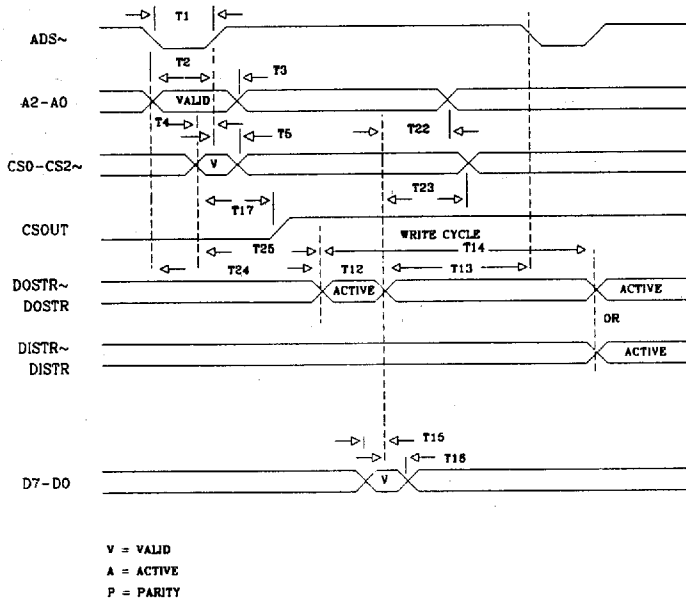 T1
ADS~
T2
T3
A2-A0
VALID
T4
T5
T22
CS0-CS2~
V
T23
T17
CSOUT
WRITE CYCLE
T25
T14
T24
T12
T13
DOSTR~
DOSTR
ACTIVE
ACTIVE
OR
DISTR~
DISTR
ACTIVE
T15
T16
D7-D0
V
V = VALID
A = ACTIVE
P = PARITY